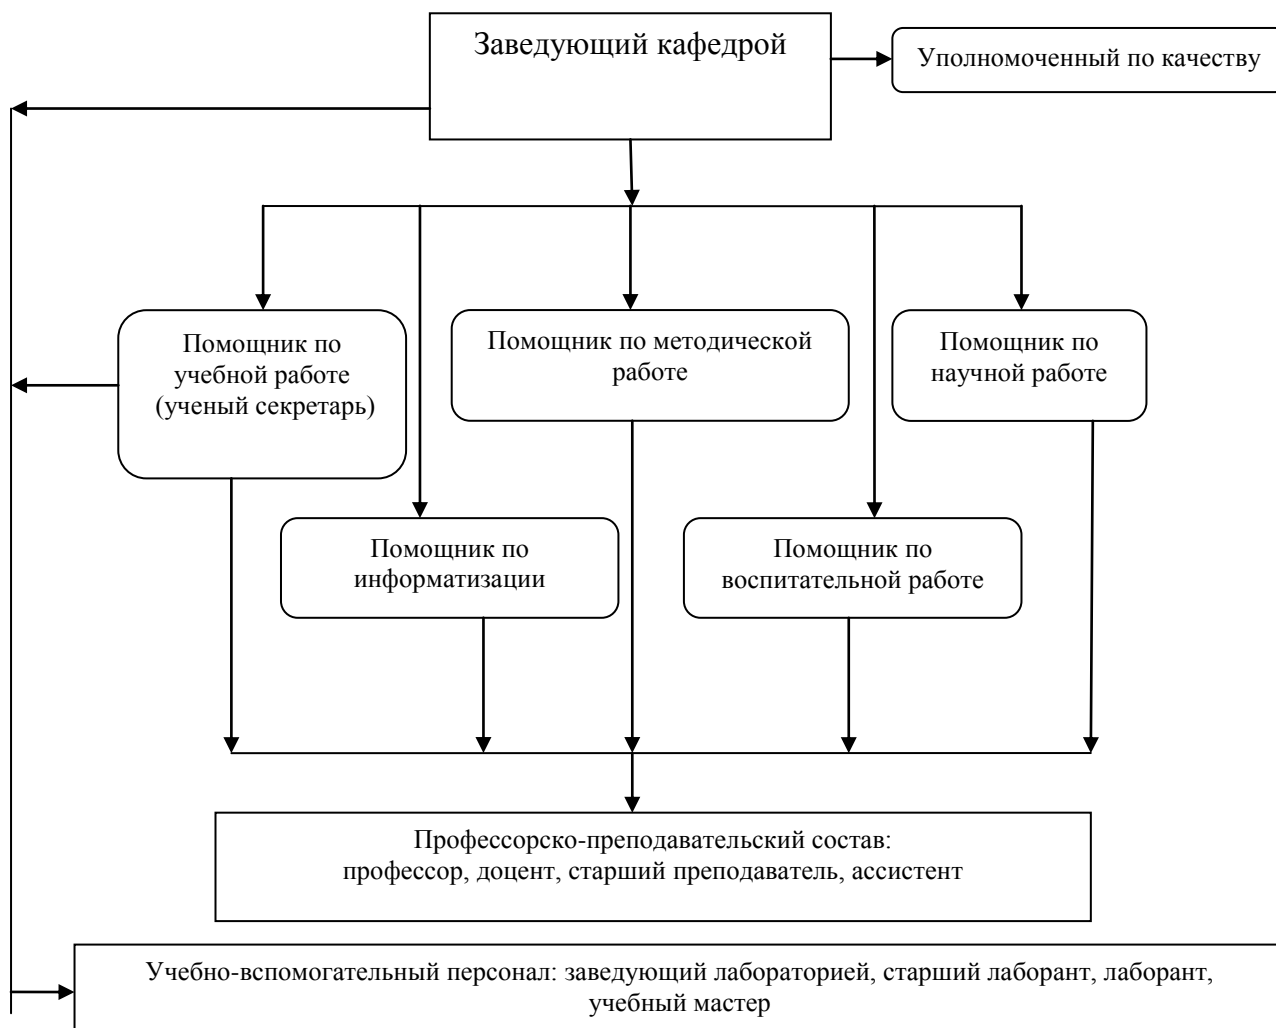 Заведующий кафедрой
Уполномоченный по качеству
Помощник по
учебной работе
(ученый секретарь)
Помощник по методической
работе
Помощник по
научной работе
Помощник по
информатизации
Помощник по
воспитательной работе
Профессорско-преподавательский состав:
профессор, доцент, старший преподаватель, ассистент
Учебно-вспомогательный персонал: заведующий лабораторией, старший лаборант, лаборант,
учебный мастер